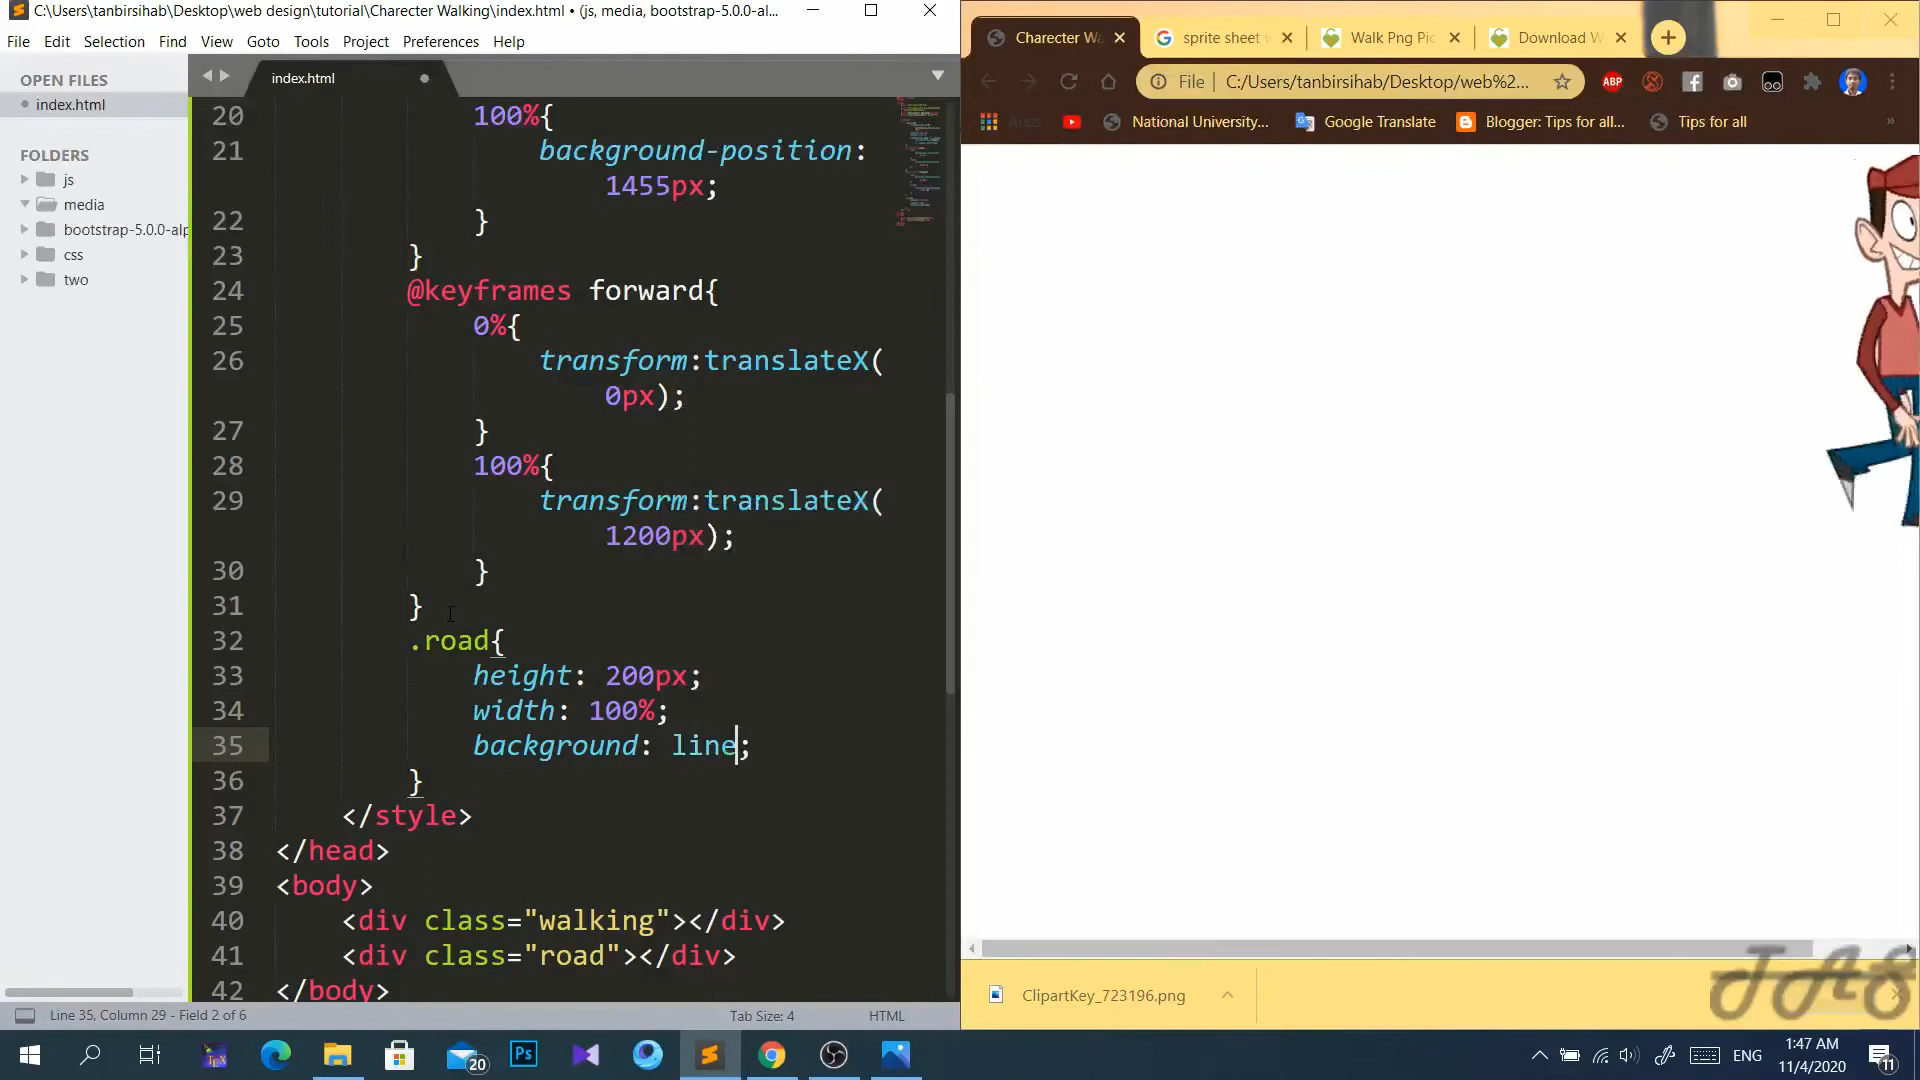 C:\Users\tanbirsihab\Desktop\web design\tutorial\Charecter Walking\index.html • (js, media, bootstrap-5.0.0-al...
File Edit Selection Find View Goto Tools Project Preferences Help
OPEN FILES
index.html
FOLDERS
js
media
bootstrap-5.0.0-alp
css
two
index.html
20 100%{
21 background-position:
1455px;
22 }
23 }
24 @keyframes forward{
25 0%{
26 transform:translateX(
0px);
27 }
28 100%{
29 transform:translateX(
1200px);
30 }
31 }
32 .road{
33 height: 200px;
34 width: 100%;
35 background: line;
36 }
37 </style>
38 </head>
39 <body>
40 <div class="walking"></div>
41 <div class="road"></div>
42 </body>
Line 35, Column 29 - Field 2 of 6 Tab Size: 4 HTML
Charecter Wa sprite sheet w Walk Png Pic Download W
File C:/Users/tanbirsihab/Desktop/web%2... ABP
Apps National University... Google Translate Blogger: Tips for all... Tips for all »
ClipartKey_723196.png
JAS
20 Ps ENG 1:47 AM
11/4/2020 11